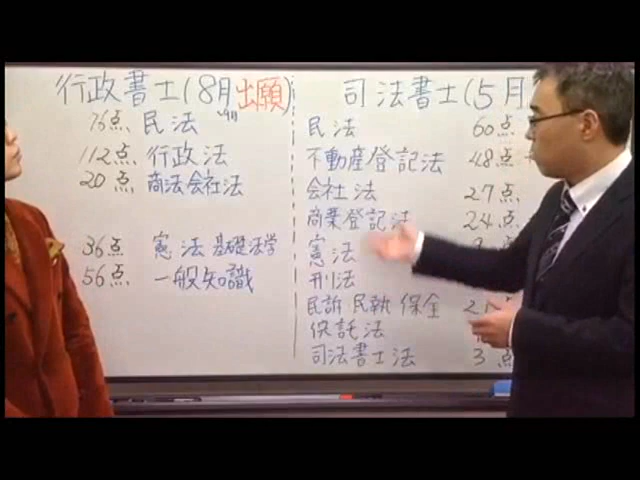 行政書士(8月出願)
~9月
76点 民法
112点 行政法
20点 商法会社法
36点 憲法 基礎法学
56点 一般知識
司法書士(5月
民法 60点
不動産登記法 48点
会社法 27点
商業登記法 24点
憲法
刑法
民訴 民執 保全 21
供託法
司法書士法 3点